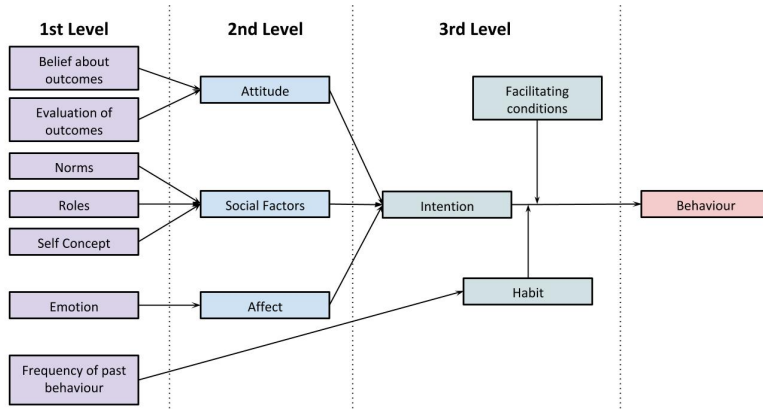 1st Level
2nd Level
3rd Level
Belief about
outcomes
Evaluation of
outcomes
Norms
Roles
Self Concept
Emotion
Frequency of past
behaviour
Attitude
Social Factors
Affect
Facilitating
conditions
Intention
Habit
Behaviour